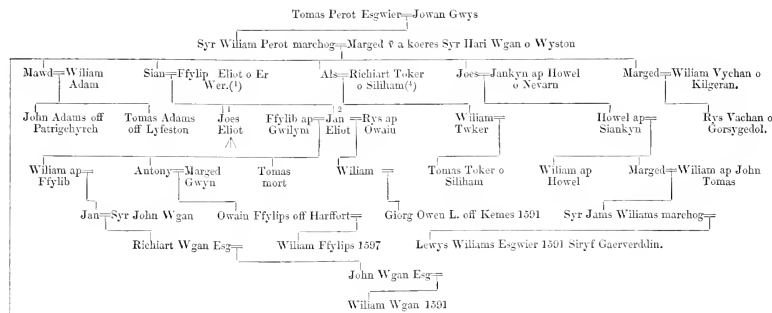 Tomas Perot Esgwier=Jowan Gwys
Syr Wiliam Perot marchog=Marged v̄ a koeres Syr Hari Wgan o Wyston
Mawd=Wiliam Adam
Sian=Ffylip Eliot o Er Wer.(¹)
Als=Richiart Toker o Siliham(⁴)
Joes=Jankyn ap Howel o Nevarn
Marged=Wiliam Vychan o Kilgeran.
John Adams off Patrigchyrch
Tomas Adams off Lyfeston
1
Joes Eliot
2
Ffylib ap Gwilym=Jan Eliot=Rys ap Owain
Wiliam Twker
Howel ap Siankyn
Rys Vachan o Gorsygedol.
Wiliam ap Ffylib
Antony=Marged Gwyn
Tomas mort
Wiliam
Tomas Toker o Siliham
Wiliam ap Howel
Marged=Wiliam ap John Tomas
Jan=Syr John Wgan
Owain Ffylips off Harffort
Giorg Owen L. off Kemes 1591
Syr Jams Wiliams marchog
Richiart Wgan Esg
Wiliam Ffylips 1597
Lewys Wiliams Esgwier 1591 Siryf Gaerverddin.
John Wgan Esg
Wiliam Wgan 1591